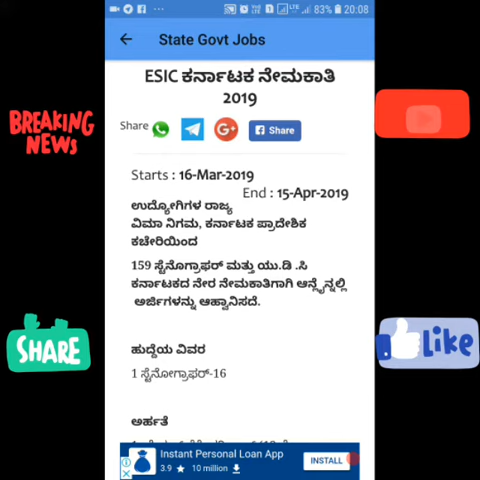 83% 20:08
State Govt Jobs
ESIC ಕರ್ನಾಟಕ ನೇಮಕಾತಿ
2019
BREAKING
NEWS
Share
Share
Starts : 16-Mar-2019
End : 15-Apr-2019
ಉದ್ಯೋಗಿಗಳ ರಾಜ್ಯ
ವಿಮಾ ನಿಗಮ, ಕರ್ನಾಟಕ ಪ್ರಾದೇಶಿಕ
ಕಚೇರಿಯಿಂದ
159 ಸ್ಟೆನೋಗ್ರಾಫರ್ ಮತ್ತು ಯು.ಡಿ .ಸಿ
ಕರ್ನಾಟಕದ ನೇರ ನೇಮಕಾತಿಗಾಗಿ ಆನ್ಲೈನ್ನಲ್ಲಿ
ಅರ್ಜಿಗಳನ್ನು ಆಹ್ವಾನಿಸಿದೆ.
SHARE
Like
ಹುದ್ದೆಯ ವಿವರ
1 ಸ್ಟೆನೋಗ್ರಾಫರ್-16
ಅರ್ಹತೆ
Instant Personal Loan App
3.9 ★ 10 million
INSTALL